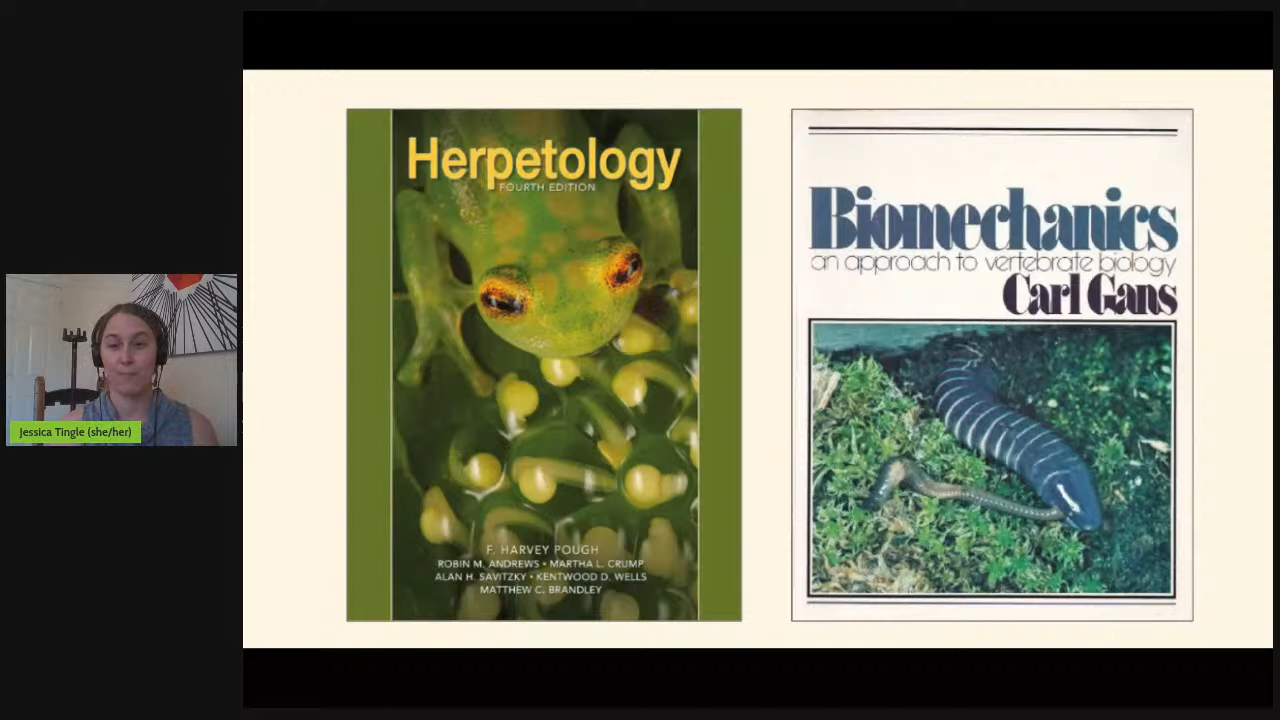 Jessica Tingle (she/her)
Herpetology
FOURTH EDITION
F. HARVEY POUGH
ROBIN M. ANDREWS • MARTHA L. CRUMP
ALAN H. SAVITZKY • KENTWOOD D. WELLS
MATTHEW C. BRANDLEY
Biomechanics
an approach to vertebrate biology
Carl Gans